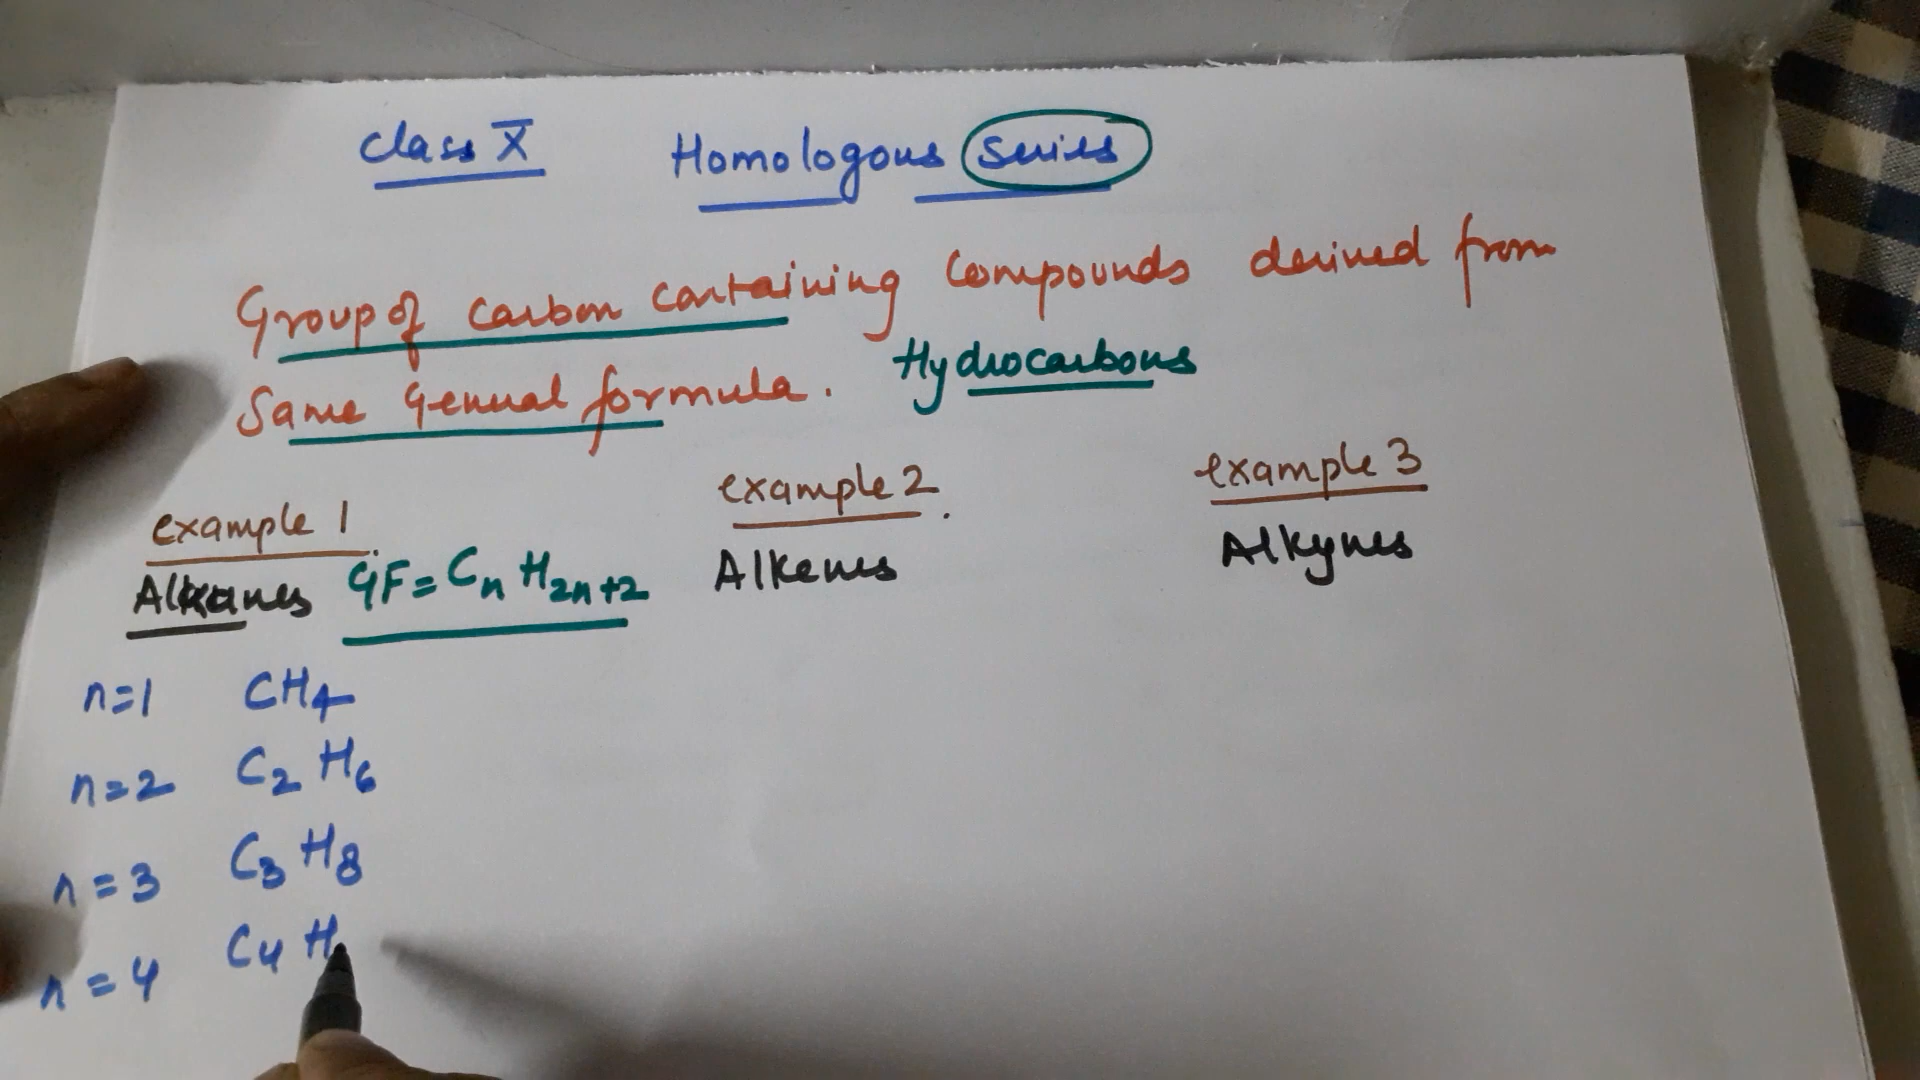 Class X Homologous Series
Group of Carbon Containing Compounds derived from
Same General formula. Hydrocarbons
example 1 example 2 example 3
Alkanes GF = CnH2n+2 Alkenes Alkynes
n=1 CH4
n=2 C2H6
n=3 C3H8
n=4 C4H